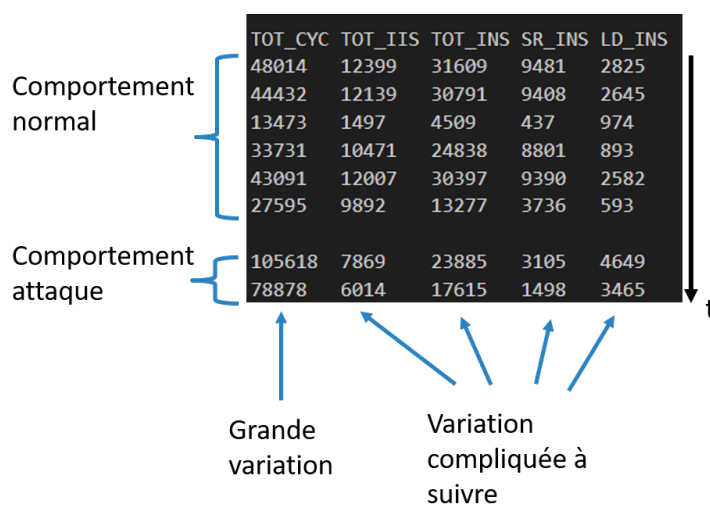 TOT_CYC TOT_IIS TOT_INS SR_INS LD_INS
48014 12399 31609 9481 2825
44432 12139 30791 9408 2645
13473 1497 4509 437 974
33731 10471 24838 8801 893
43091 12007 30397 9390 2582
27595 9892 13277 3736 593
105618 7869 23885 3105 4649
78878 6014 17615 1498 3465
Comportement
normal
Comportement
attaque
t
Grande
variation
Variation
compliquée à
suivre